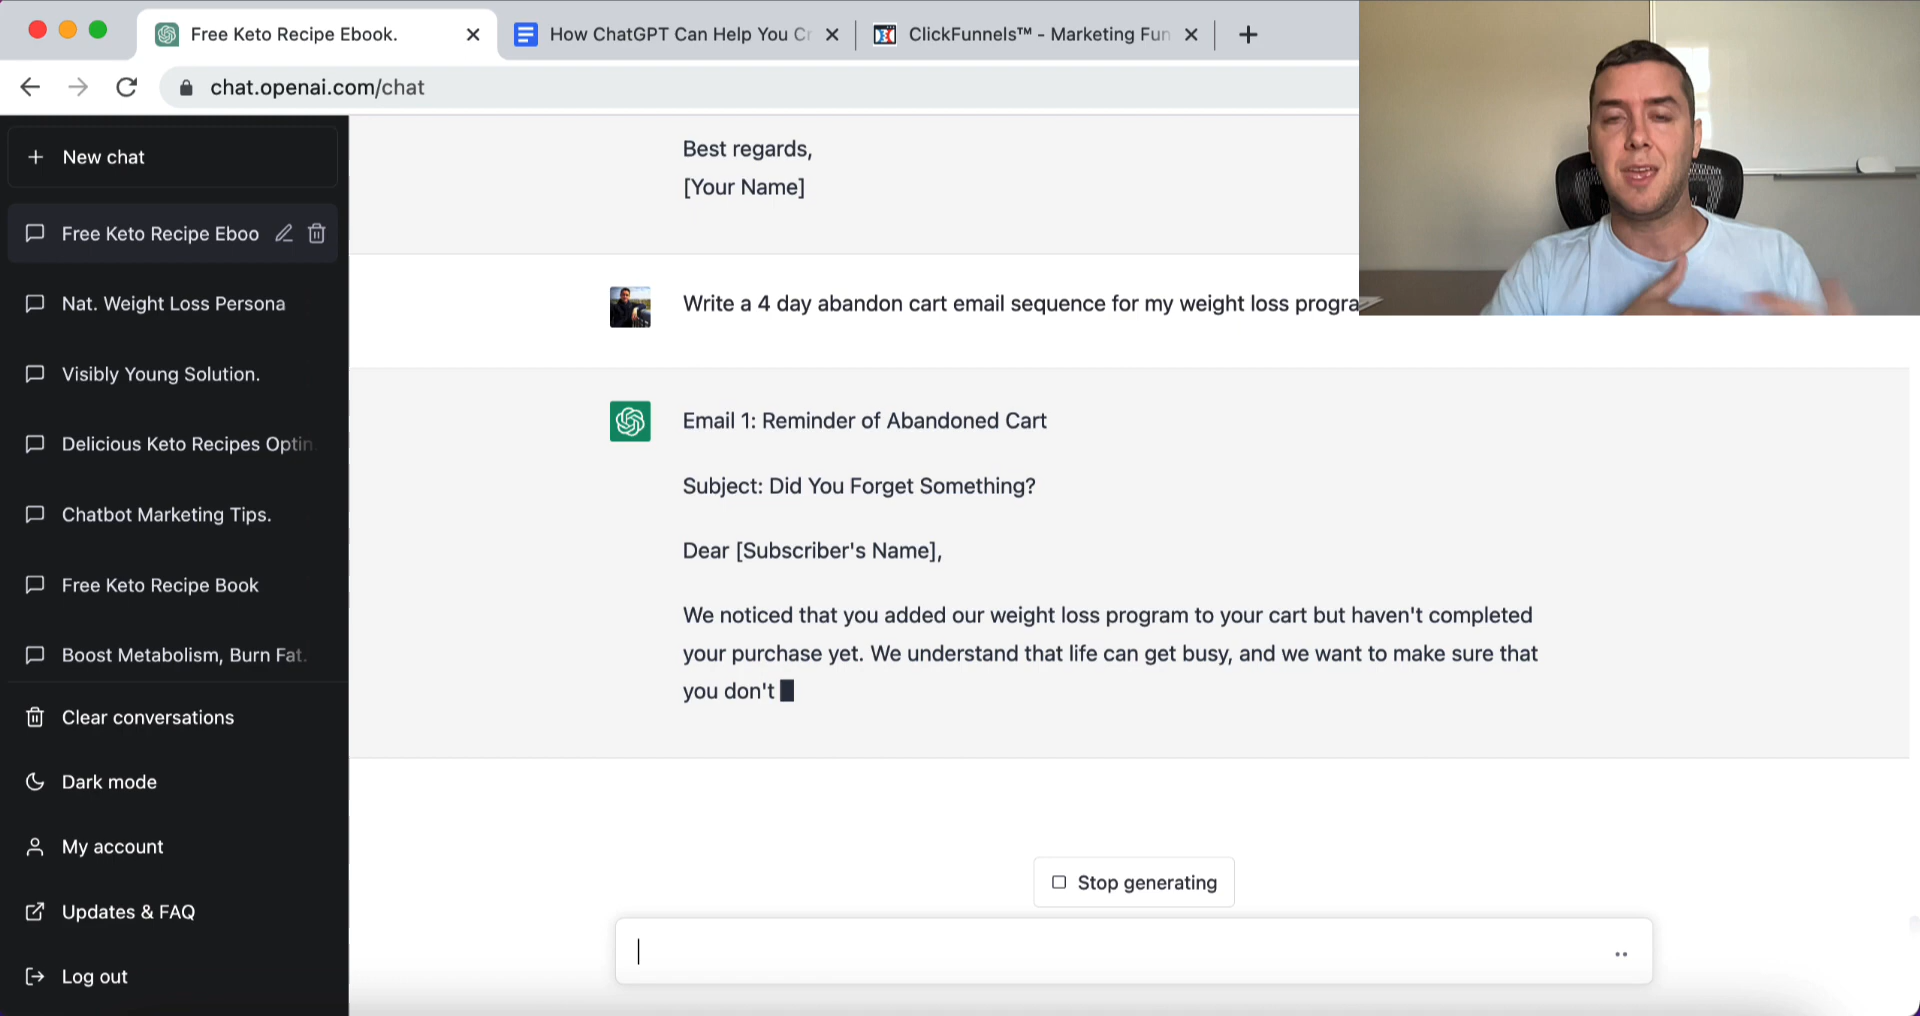 Free Keto Recipe Ebook.
How ChatGPT Can Help You Cr
ClickFunnels™ - Marketing Fun
chat.openai.com/chat
New chat
Free Keto Recipe Eboo
Nat. Weight Loss Persona
Visibly Young Solution.
Delicious Keto Recipes Optin
Chatbot Marketing Tips.
Free Keto Recipe Book
Boost Metabolism, Burn Fat.
Clear conversations
Dark mode
My account
Updates & FAQ
Log out
Best regards,
[Your Name]
Write a 4 day abandon cart email sequence for my weight loss progra
Email 1: Reminder of Abandoned Cart
Subject: Did You Forget Something?
Dear [Subscriber's Name],
We noticed that you added our weight loss program to your cart but haven't completed
your purchase yet. We understand that life can get busy, and we want to make sure that
you don't
Stop generating